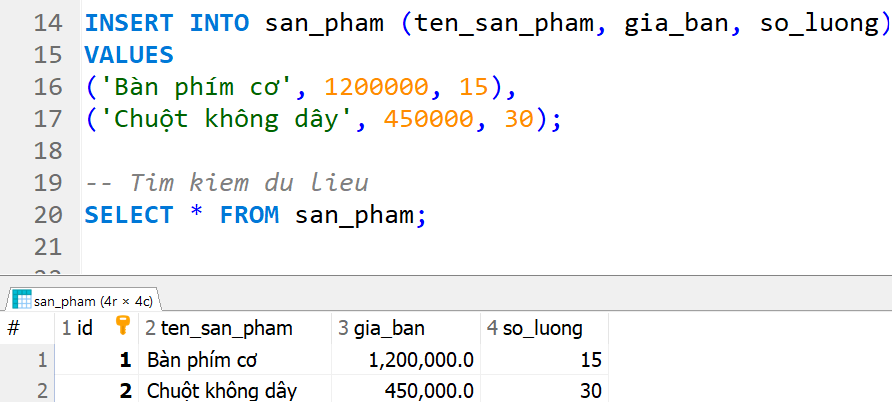 14 INSERT INTO san_pham (ten_san_pham, gia_ban, so_luong)
15 VALUES
16 ('Bàn phím cơ', 1200000, 15),
17 ('Chuột không dây', 450000, 30);
18
19 -- Tim kiem du lieu
20 SELECT * FROM san_pham;
21
san_pham (4r × 4c)
# 1 id 2 ten_san_pham 3 gia_ban 4 so_luong
1 1 Bàn phím cơ 1,200,000.0 15
2 2 Chuột không dây 450,000.0 30